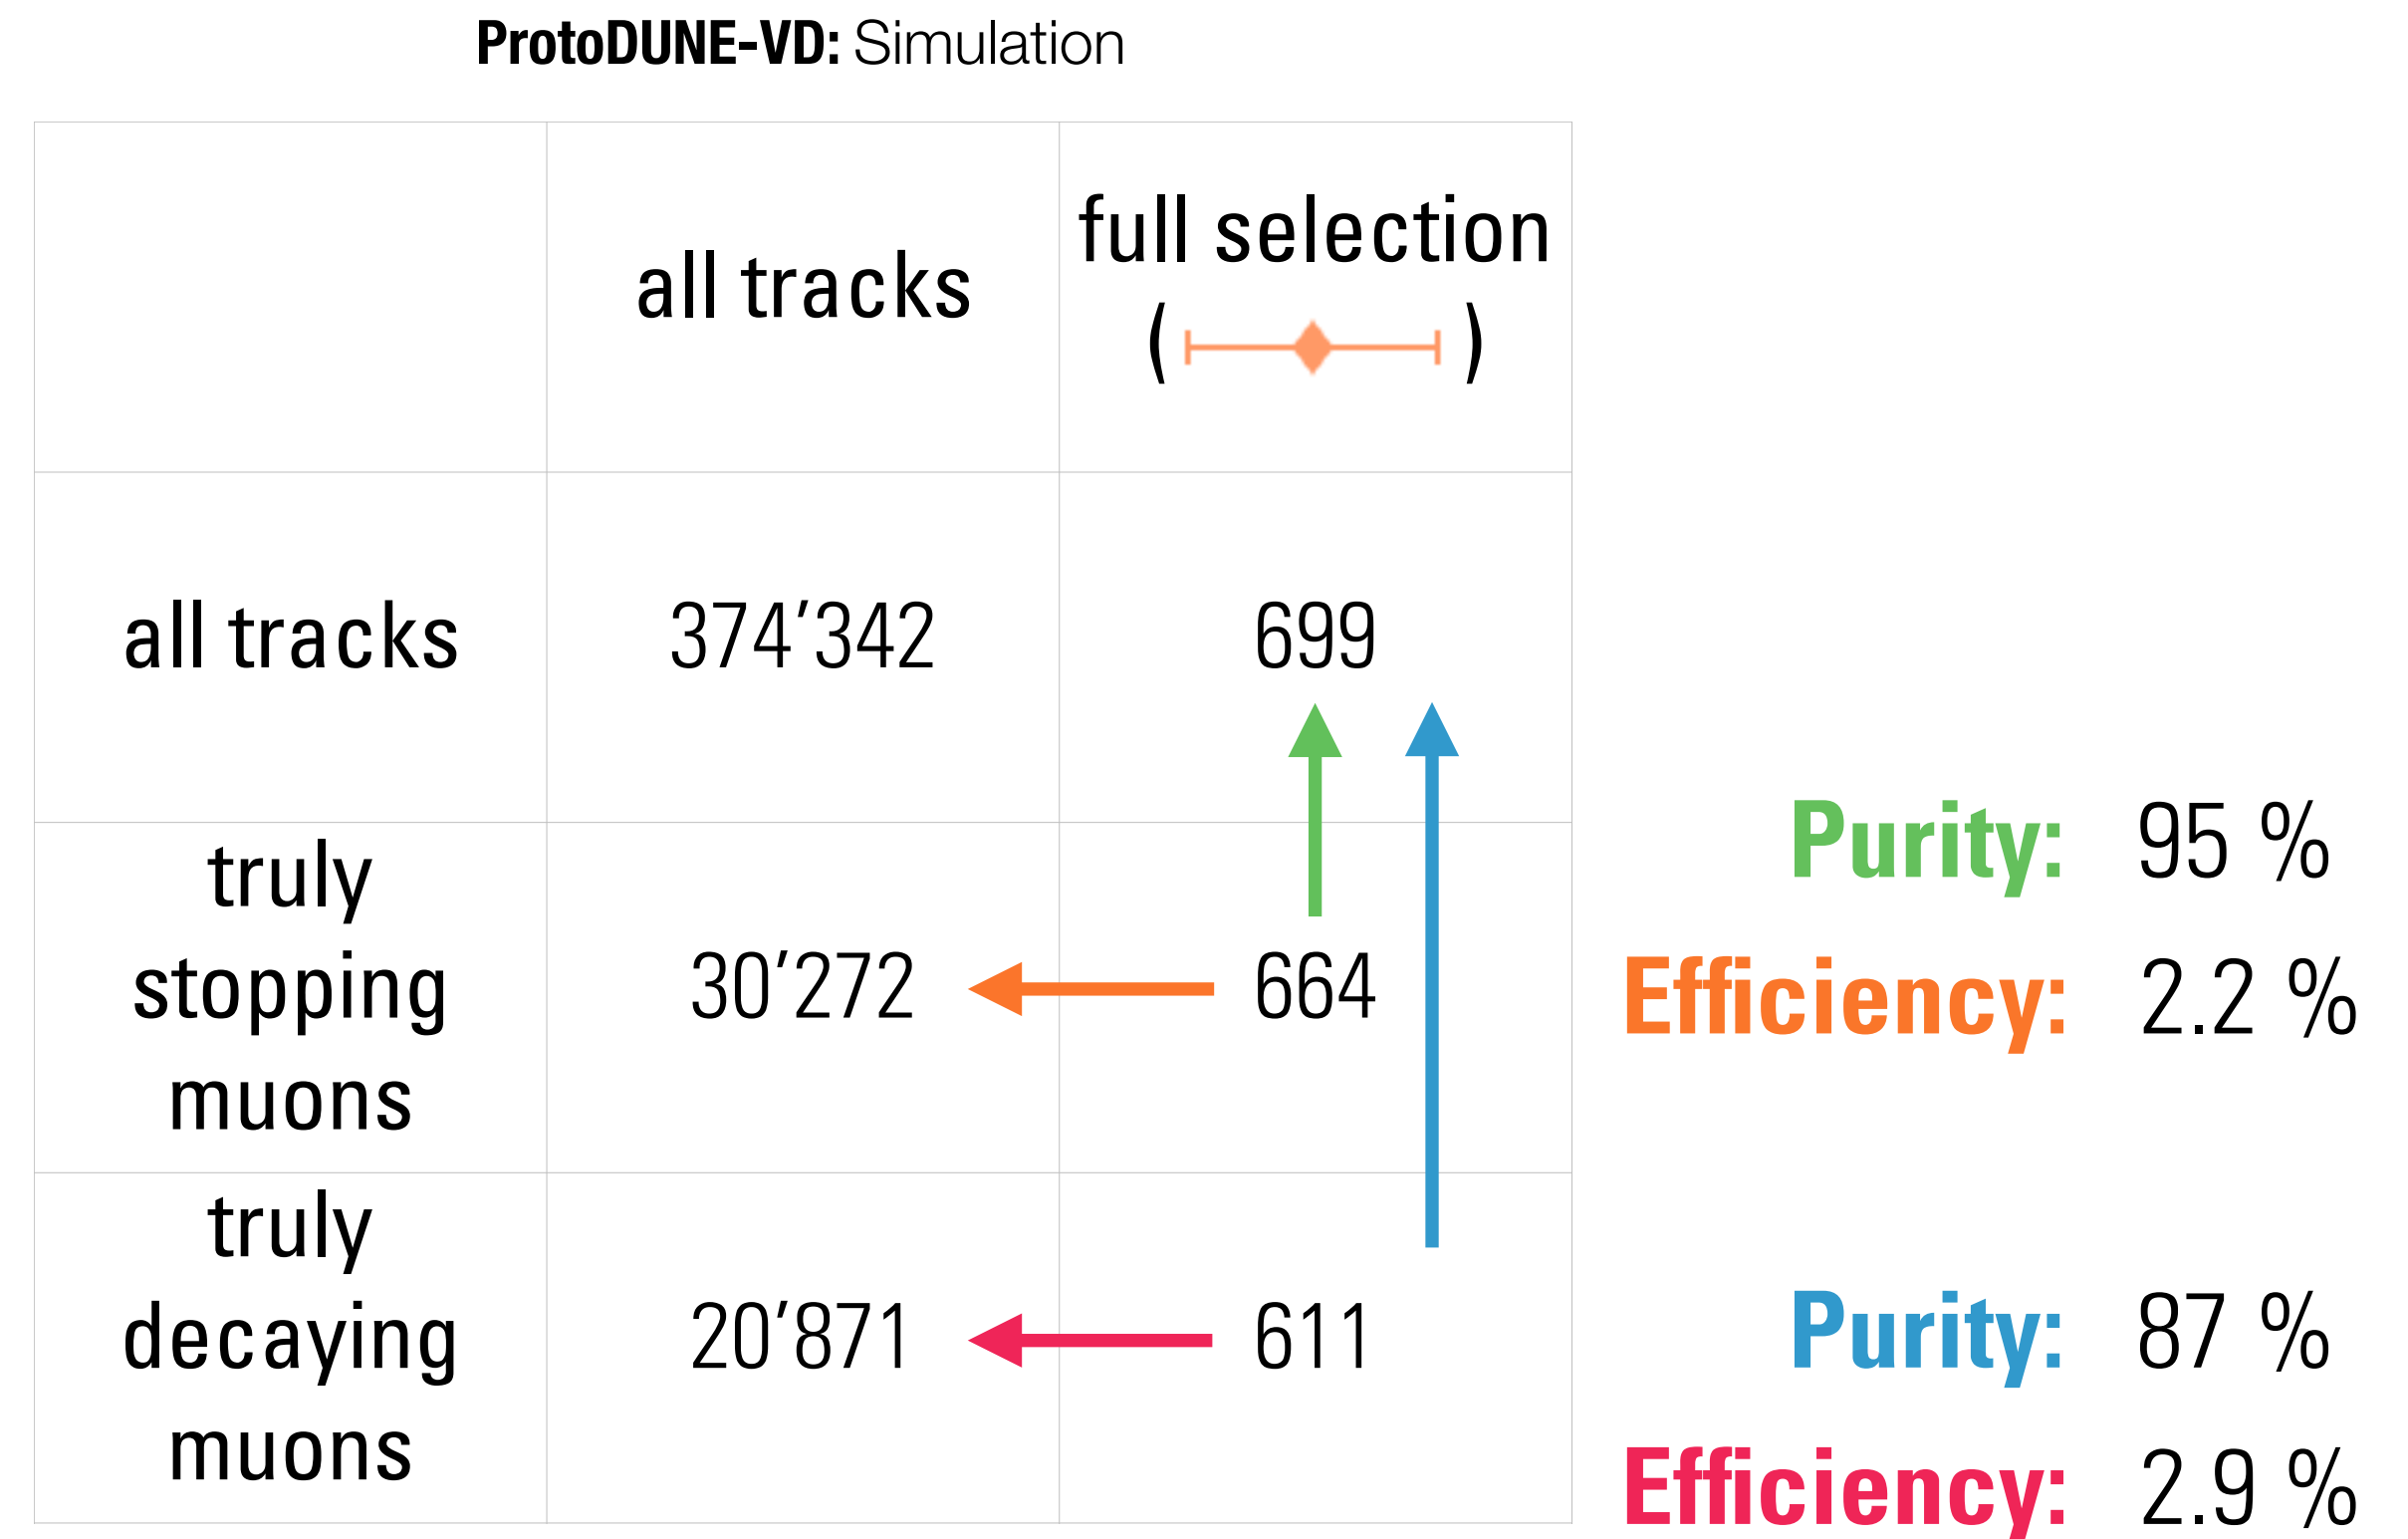 ProtoDUNE-VD: Simulation
all tracks
full selection
( )
all tracks
374’342
699
truly
stopping
muons
30’272
664
Purity: 95 %
Efficiency: 2.2 %
truly
decaying
muons
20’871
611
Purity: 87 %
Efficiency: 2.9 %